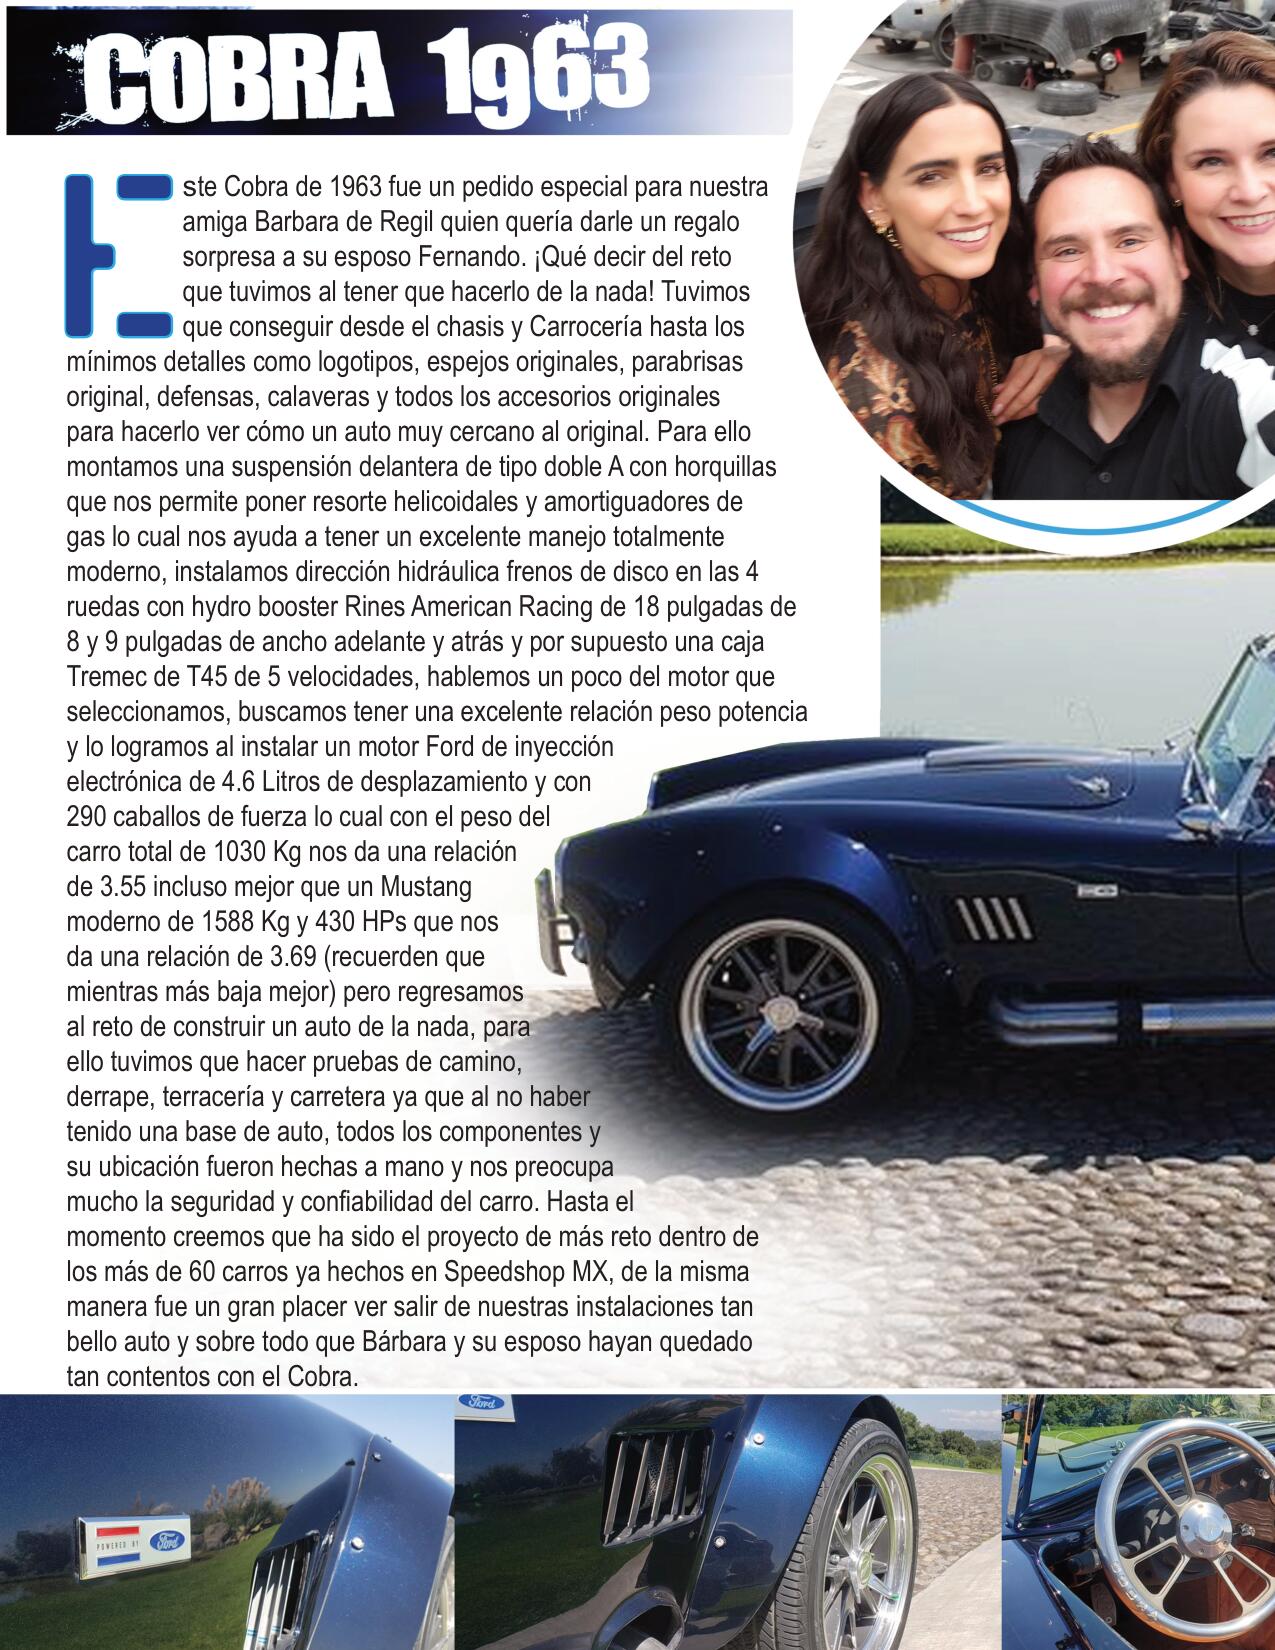 COBRA 1963
Este Cobra de 1963 fue un pedido especial para nuestra
amiga Barbara de Regil quien quería darle un regalo
sorpresa a su esposo Fernando. ¡Qué decir del reto
que tuvimos al tener que hacerlo de la nada! Tuvimos
que conseguir desde el chasis y Carrocería hasta los
mínimos detalles como logotipos, espejos originales, parabrisas
original, defensas, calaveras y todos los accesorios originales
para hacerlo ver cómo un auto muy cercano al original. Para ello
montamos una suspensión delantera de tipo doble A con horquillas
que nos permite poner resorte helicoidales y amortiguadores de
gas lo cual nos ayuda a tener un excelente manejo totalmente
moderno, instalamos dirección hidráulica frenos de disco en las 4
ruedas con hydro booster Rines American Racing de 18 pulgadas de
8 y 9 pulgadas de ancho adelante y atrás y por supuesto una caja
Tremec de T45 de 5 velocidades, hablemos un poco del motor que
seleccionamos, buscamos tener una excelente relación peso potencia
y lo logramos al instalar un motor Ford de inyección
electrónica de 4.6 Litros de desplazamiento y con
290 caballos de fuerza lo cual con el peso del
carro total de 1030 Kg nos da una relación
de 3.55 incluso mejor que un Mustang
moderno de 1588 Kg y 430 HPs que nos
da una relación de 3.69 (recuerden que
mientras más baja mejor) pero regresamos
al reto de construir un auto de la nada, para
ello tuvimos que hacer pruebas de camino,
derrape, terracería y carretera ya que al no haber
tenido una base de auto, todos los componentes y
su ubicación fueron hechas a mano y nos preocupa
mucho la seguridad y confiabilidad del carro. Hasta el
momento creemos que ha sido el proyecto de más reto dentro de
los más de 60 carros ya hechos en Speedshop MX, de la misma
manera fue un gran placer ver salir de nuestras instalaciones tan
bello auto y sobre todo que Bárbara y su esposo hayan quedado
tan contentos con el Cobra.
POWERED BY Ford
Ford
COBRA